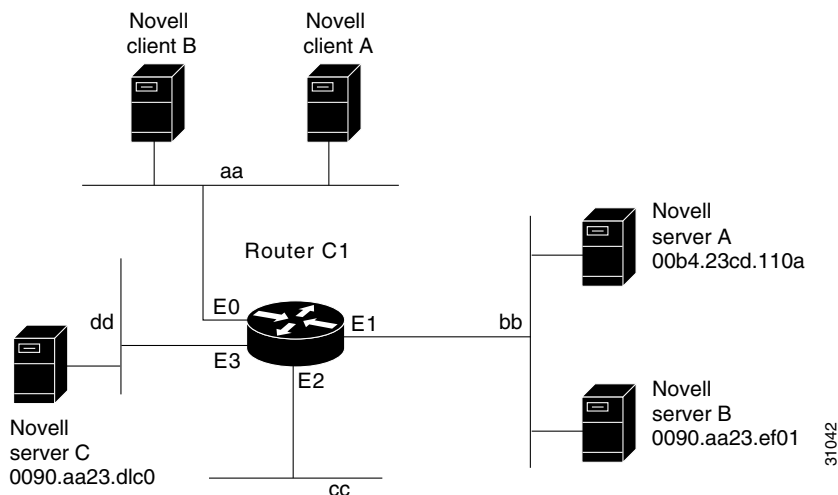 Novell
client B
Novell
client A
aa
Router C1
Novell
server A
00b4.23cd.110a
E0
E1
bb
dd
E3
E2
Novell
server C
0090.aa23.dlc0
Novell
server B
0090.aa23.ef01
cc
31042